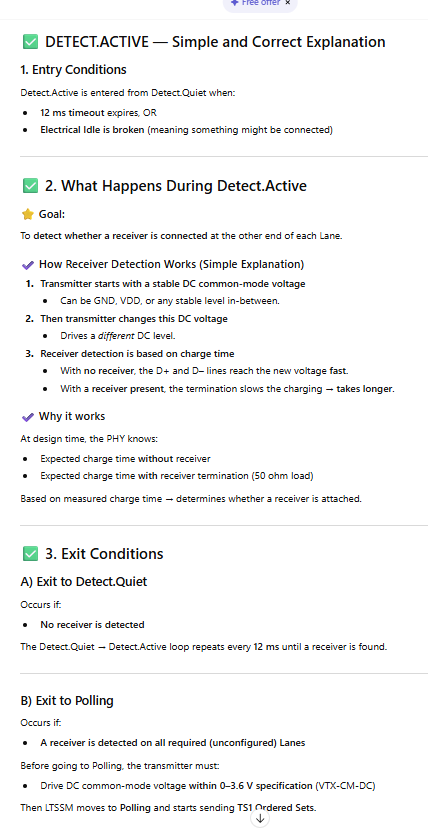 Free offer ×
DETECT.ACTIVE — Simple and Correct Explanation
1. Entry Conditions
Detect.Active is entered from Detect.Quiet when:
• 12 ms timeout expires, OR
• Electrical Idle is broken (meaning something might be connected)
2. What Happens During Detect.Active
Goal:
To detect whether a receiver is connected at the other end of each Lane.
How Receiver Detection Works (Simple Explanation)
1. Transmitter starts with a stable DC common-mode voltage
• Can be GND, VDD, or any stable level in-between.
2. Then transmitter changes this DC voltage
• Drives a different DC level.
3. Receiver detection is based on charge time
• With no receiver, the D+ and D– lines reach the new voltage fast.
• With a receiver present, the termination slows the charging → takes longer.
Why it works
At design time, the PHY knows:
• Expected charge time without receiver
• Expected charge time with receiver termination (50 ohm load)
Based on measured charge time → determines whether a receiver is attached.
3. Exit Conditions
A) Exit to Detect.Quiet
Occurs if:
• No receiver is detected
The Detect.Quiet → Detect.Active loop repeats every 12 ms until a receiver is found.
B) Exit to Polling
Occurs if:
• A receiver is detected on all required (unconfigured) Lanes
Before going to Polling, the transmitter must:
• Drive DC common-mode voltage within 0–3.6 V specification (VTX-CM-DC)
Then LTSSM moves to Polling and starts sending TS1 Ordered Sets.